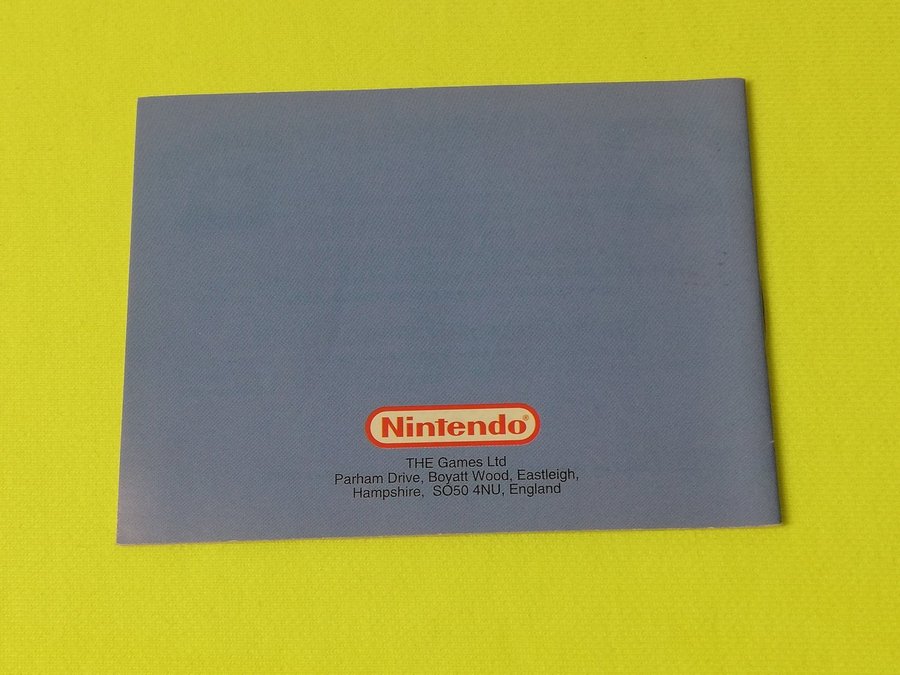 Nintendo®
THE Games Ltd
Parham Drive, Boyatt Wood, Eastleigh,
Hampshire, SO50 4NU, England